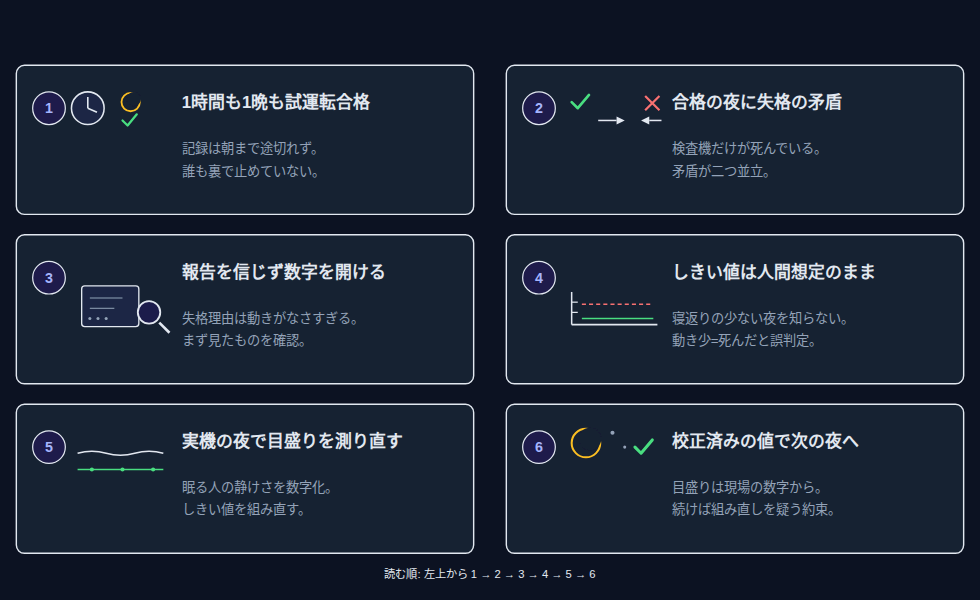 1
1時間も1晩も試運転合格
記録は朝まで途切れず。
誰も裏で止めていない。
2
合格の夜に失格の矛盾
検査機だけが死んでいる。
矛盾が二つ並立。
3
報告を信じず数字を開ける
失格理由は動きがなさすぎる。
まず見たものを確認。
4
しきい値は人間想定のまま
寝返りの少ない夜を知らない。
動き少=死んだと誤判定。
5
実機の夜で目盛りを測り直す
眠る人の静けさを数字化。
しきい値を組み直す。
6
校正済みの値で次の夜へ
目盛りは現場の数字から。
続けば組み直しを疑う約束。
読む順: 左上から 1 → 2 → 3 → 4 → 5 → 6